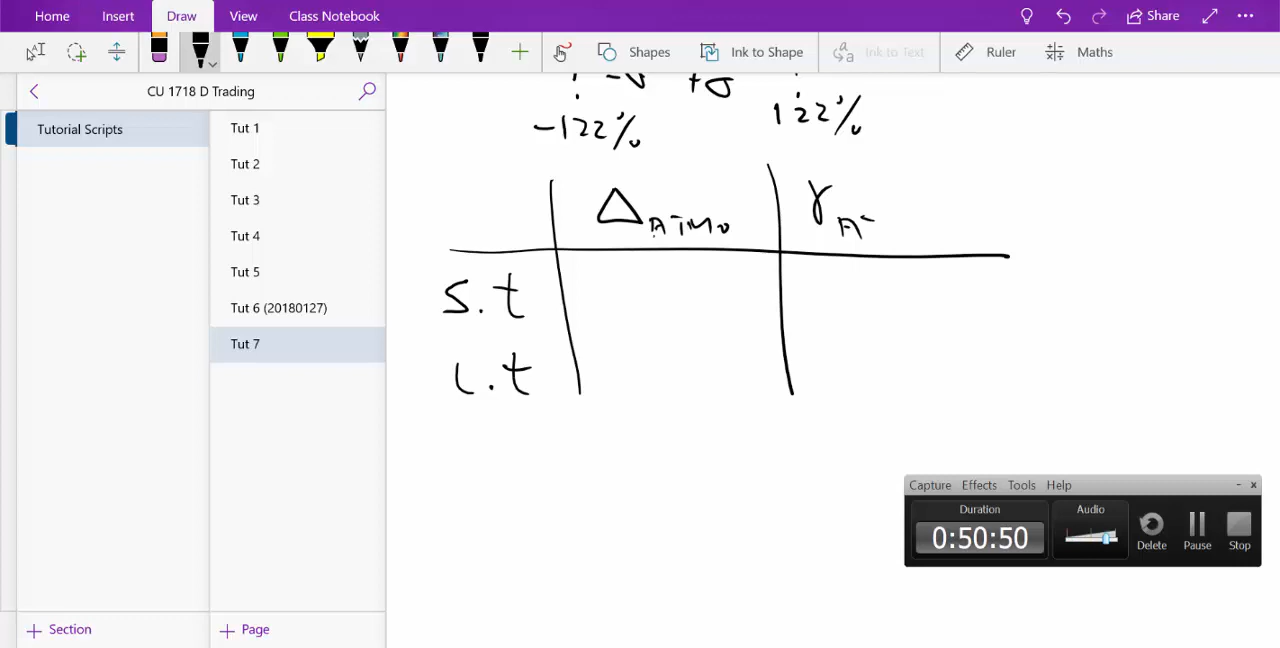 Home Insert Draw View Class Notebook Share
Shapes Ink to Shape Ink to Text Ruler Maths
CU 1718 D Trading
Tutorial Scripts
Tut 1
Tut 2
Tut 3
Tut 4
Tut 5
Tut 6 (20180127)
Tut 7
+ Section
+ Page
-σ +σ
-122% 122%
Δ γ
s.t
l.t
Capture Effects Tools Help
Duration Audio
0:50:50
Delete Pause Stop